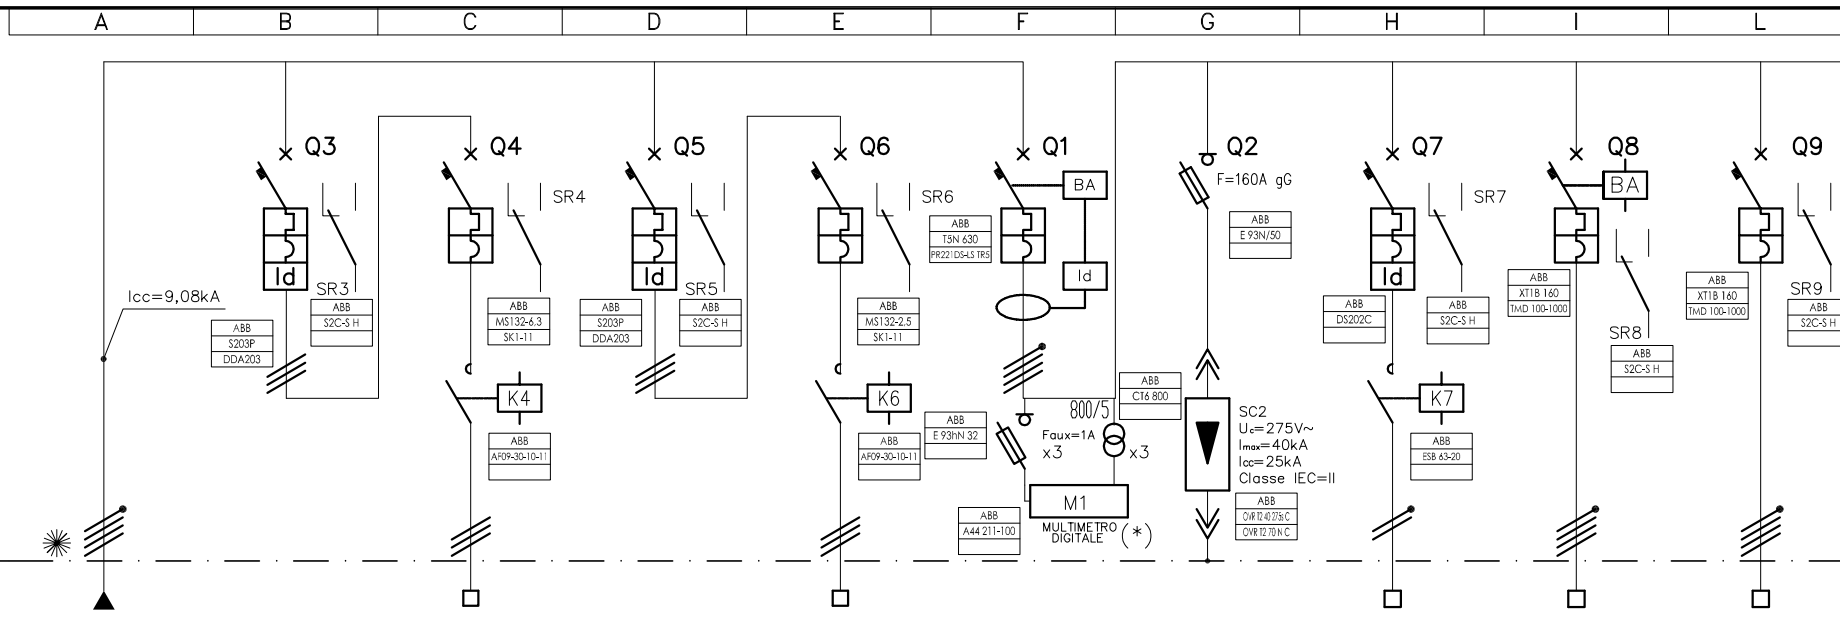 A B C D E F G H I L
Q3
Q4
Q5
Q6
Q1
Q2
Q7
Q8
Q9
F=160A gG
BA
BA
SR4
SR6
SR7
ABB
T5N 630
PR221DS-LS TR5
ABB
E 93N/50
Id
Id
Id
Id
ABB
XT1B 160
TMD 100-1000
ABB
XT1B 160
TMD 100-1000
Icc=9,08kA
SR3
ABB
S2C-S H
SR5
ABB
S2C-S H
SR9
ABB
S2C-S H
ABB
S203P
DDA203
ABB
MS132-6.3
SK1-11
ABB
S203P
DDA203
ABB
MS132-2.5
SK1-11
ABB
DS202C
ABB
S2C-S H
SR8
ABB
S2C-S H
ABB
CT6 800
K4
K6
K7
800/5
ABB
E 93hN 32
Faux=1A
x3
x3
SC2
Uc=275V~
Imax=40kA
Icc=25kA
Classe IEC=II
ABB
AF09-30-10-11
ABB
AF09-30-10-11
ABB
ESB 63-20
M1
MULTIMETRO
DIGITALE (*)
ABB
A44 211-100
ABB
OVR T2 40 275s C
OVR T2 70 N C